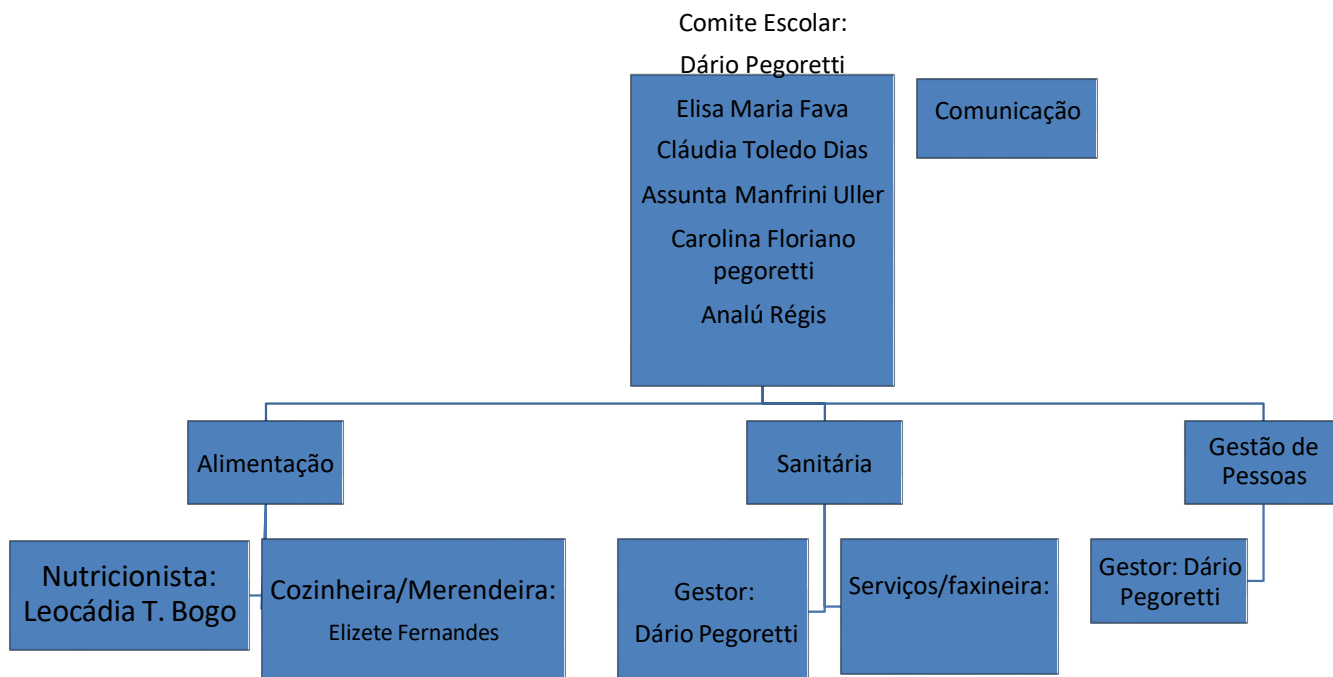 Comite Escolar:
Dário Pegoretti
Elisa Maria Fava
Cláudia Toledo Dias
Assunta Manfrini Uller
Carolina Floriano
pegoretti
Analú Régis
Comunicação
Alimentação
Sanitária
Gestão de
Pessoas
Nutricionista:
Leocádia T. Bogo
Cozinheira/Merendeira:
Elizete Fernandes
Gestor:
Dário Pegoretti
Serviços/faxineira:
Gestor: Dário
Pegoretti